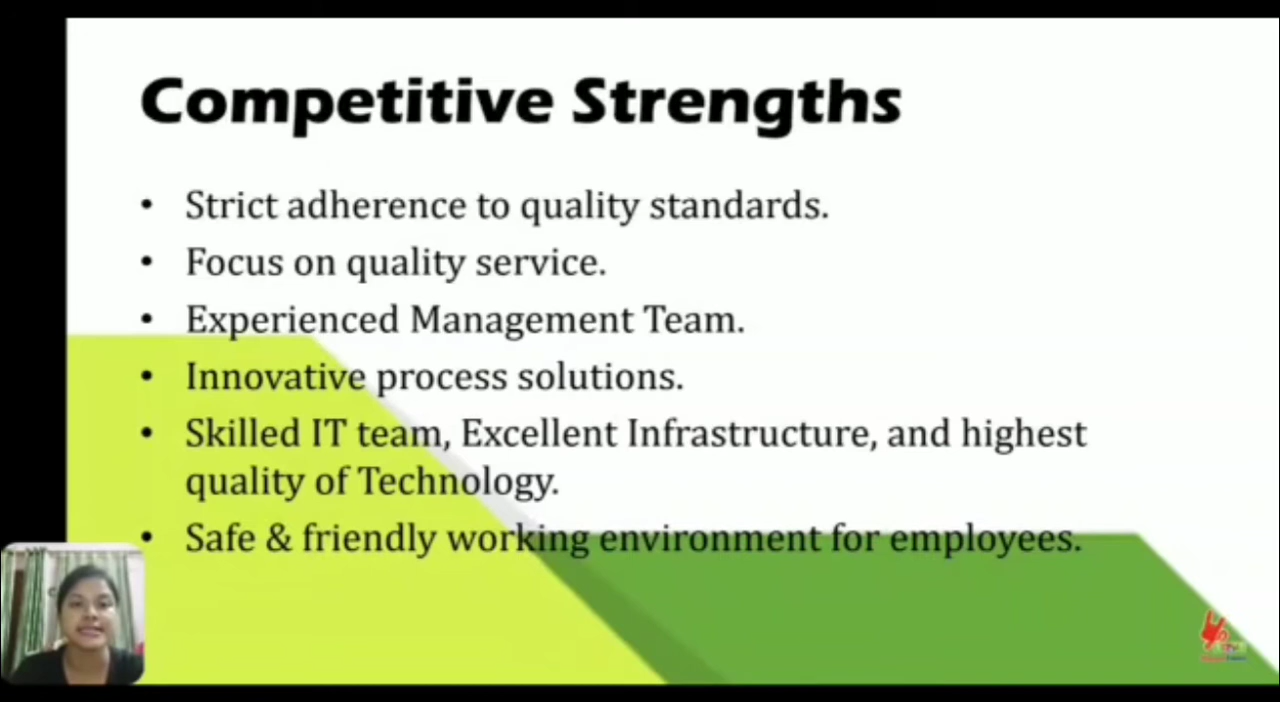 Competitive Strengths
• Strict adherence to quality standards.
• Focus on quality service.
• Experienced Management Team.
• Innovative process solutions.
• Skilled IT team, Excellent Infrastructure, and highest
quality of Technology.
• Safe & friendly working environment for employees.